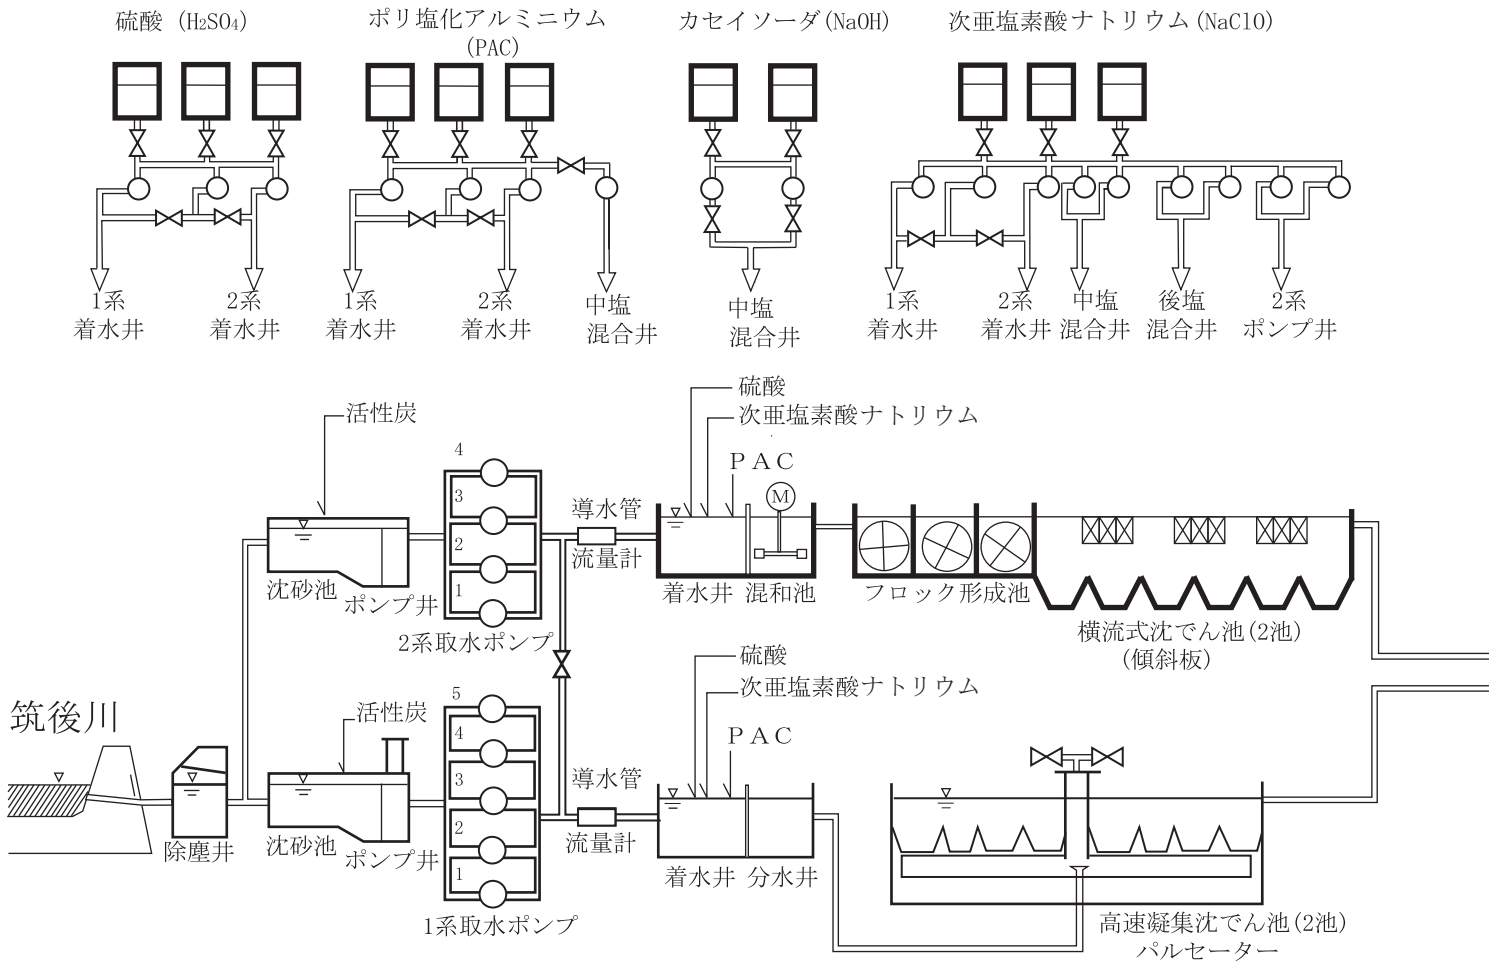 硫酸 (H2SO4)
ポリ塩化アルミニウム
(PAC)
カセイソーダ(NaOH)
次亜塩素酸ナトリウム(NaClO)
1系
着水井
2系
着水井
1系
着水井
2系
着水井
中塩
混合井
中塩
混合井
1系
着水井
2系
着水井
中塩
混合井
後塩
混合井
2系
ポンプ井
硫酸
次亜塩素酸ナトリウム
PAC
活性炭
4
3
2
1
M
導水管
流量計
沈砂池
ポンプ井
2系取水ポンプ
着水井
混和池
フロック形成池
横流式沈でん池(2池)
(傾斜板)
硫酸
次亜塩素酸ナトリウム
PAC
筑後川
活性炭
5
4
3
2
1
導水管
流量計
除塵井
沈砂池
ポンプ井
1系取水ポンプ
着水井
分水井
高速凝集沈でん池(2池)
パルセーター